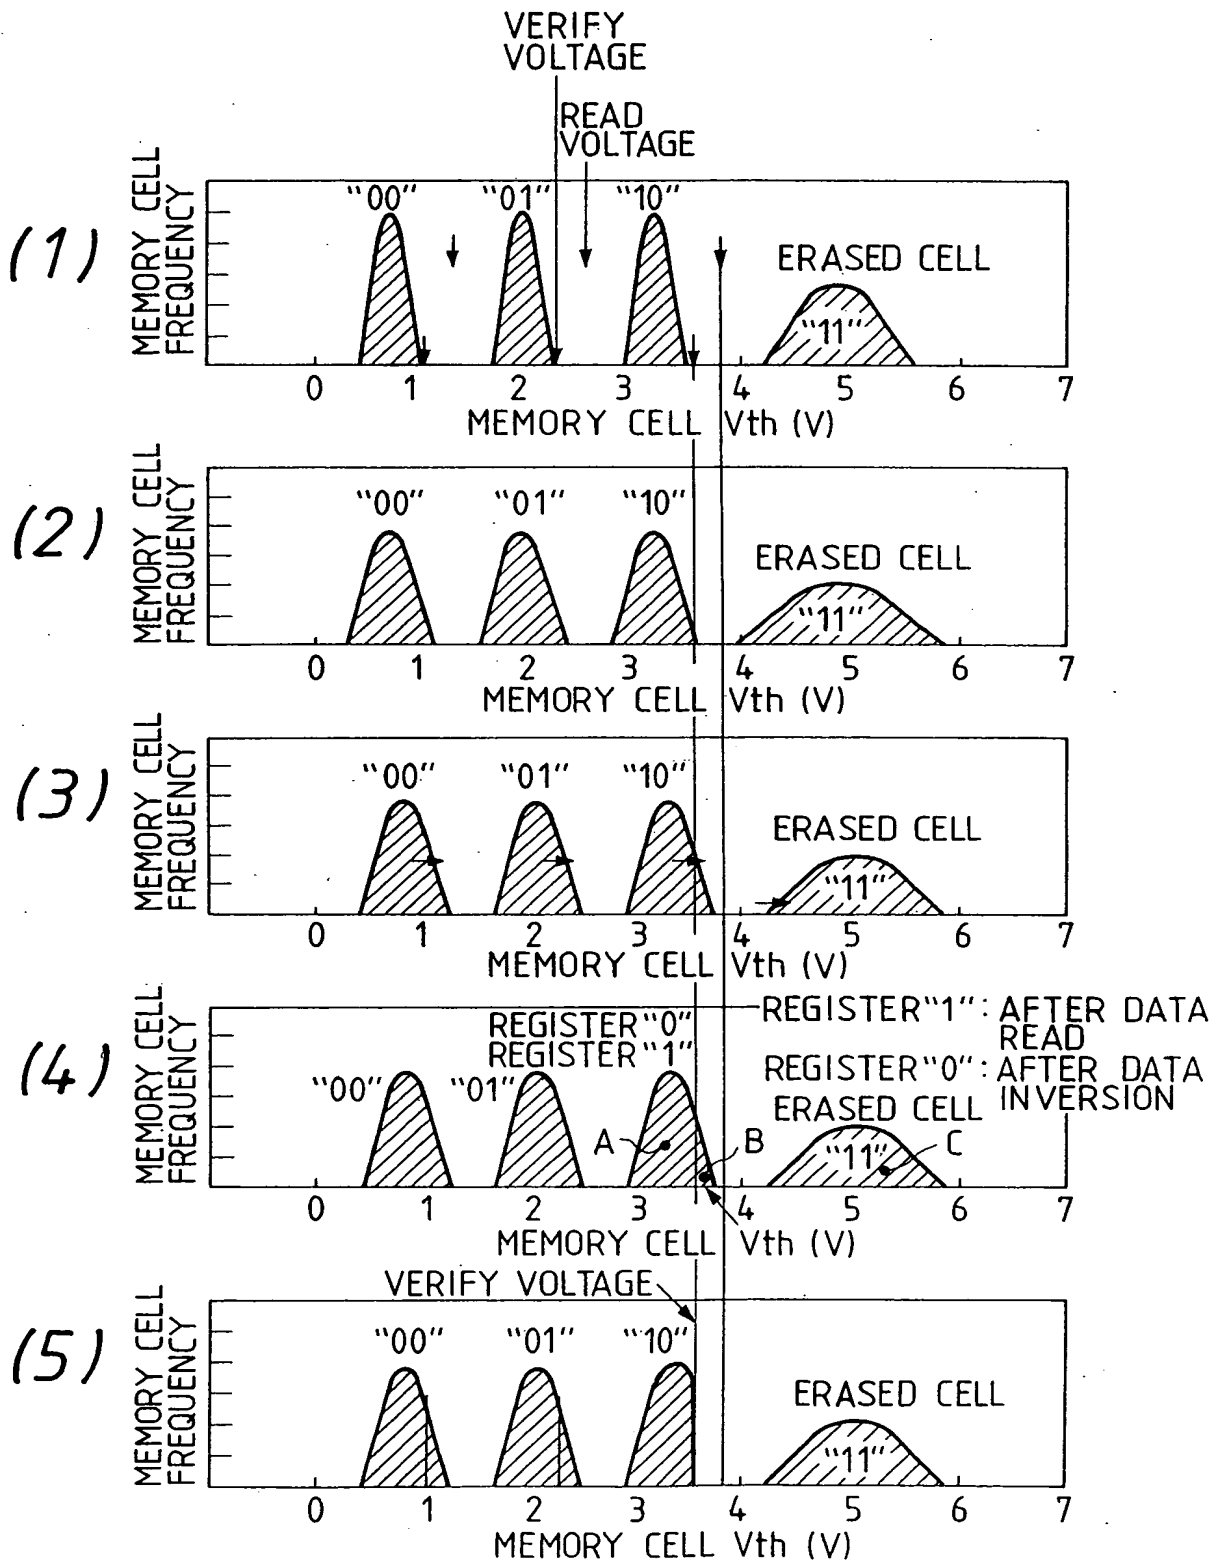 VERIFY
VOLTAGE
READ
VOLTAGE
(1)
MEMORY CELL
FREQUENCY
"00" "01" "10"
ERASED CELL
"11"
0 1 2 3 4 5 6 7
MEMORY CELL Vth (V)
(2)
MEMORY CELL
FREQUENCY
"00" "01" "10"
ERASED CELL
"11"
0 1 2 3 4 5 6 7
MEMORY CELL Vth (V)
(3)
MEMORY CELL
FREQUENCY
"00" "01" "10"
ERASED CELL
"11"
0 1 2 3 4 5 6 7
MEMORY CELL Vth (V)
(4)
MEMORY CELL
FREQUENCY
REGISTER "0"
REGISTER "1"
REGISTER "1": AFTER DATA
READ
REGISTER "0": AFTER DATA
INVERSION
"00" "01"
ERASED CELL
A B "11" C
0 1 2 3 4 5 6 7
MEMORY CELL Vth (V)
VERIFY VOLTAGE
(5)
MEMORY CELL
FREQUENCY
"00" "01" "10"
ERASED CELL
"11"
0 1 2 3 4 5 6 7
MEMORY CELL Vth (V)